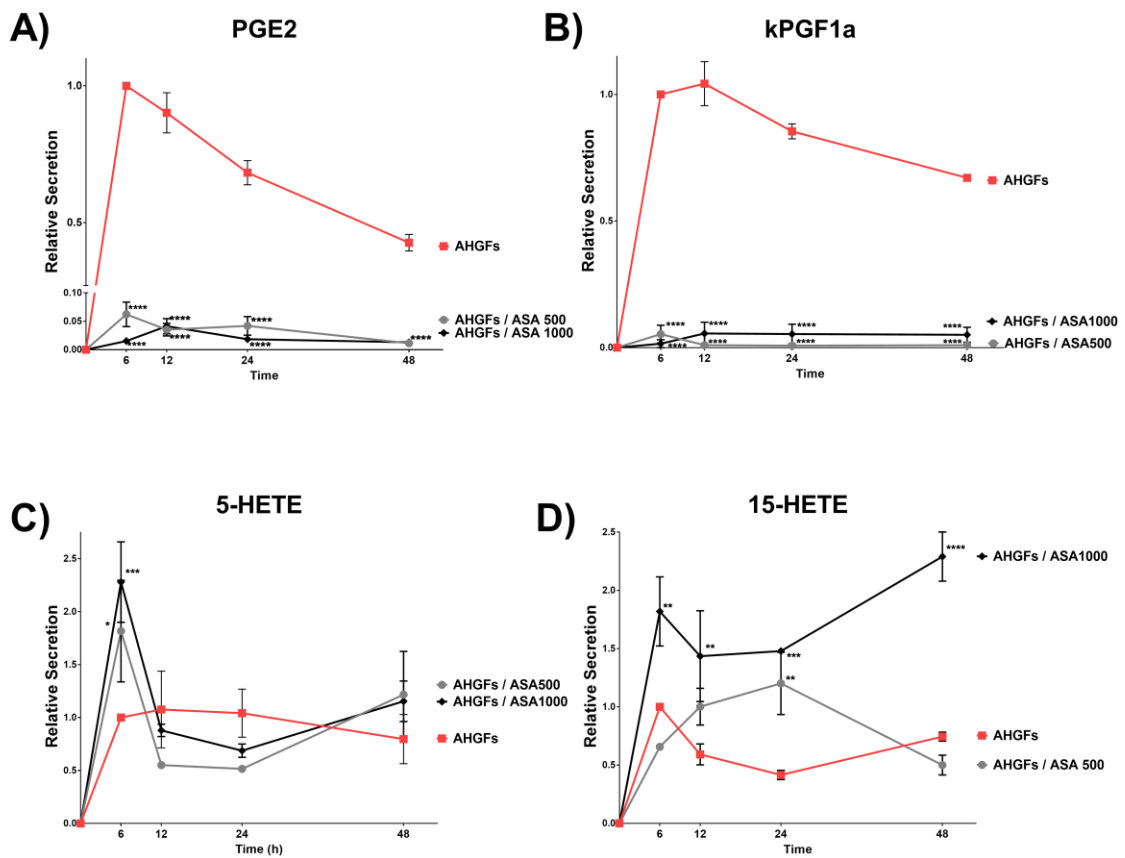 A)
PGE2
Relative Secretion
1.0
0.5
0.10
0.05
0.00
****
****
****
****
****
****
****
6
12
24
48
Time
AHGFs
AHGFs / ASA 500
AHGFs / ASA 1000
B)
kPGF1a
Relative Secretion
1.0
0.5
0.0
****
****
****
****
****
****
****
****
6
12
24
48
Time
AHGFs
AHGFs / ASA1000
AHGFs / ASA500
C)
5-HETE
Relative Secretion
2.5
2.0
1.5
1.0
0.5
0.0
***
*
6
12
24
48
Time (h)
AHGFs / ASA500
AHGFs / ASA1000
AHGFs
D)
15-HETE
Relative Secretion
2.5
2.0
1.5
1.0
0.5
0.0
**
**
***
**
****
6
12
24
48
Time
AHGFs / ASA1000
AHGFs
AHGFs / ASA 500